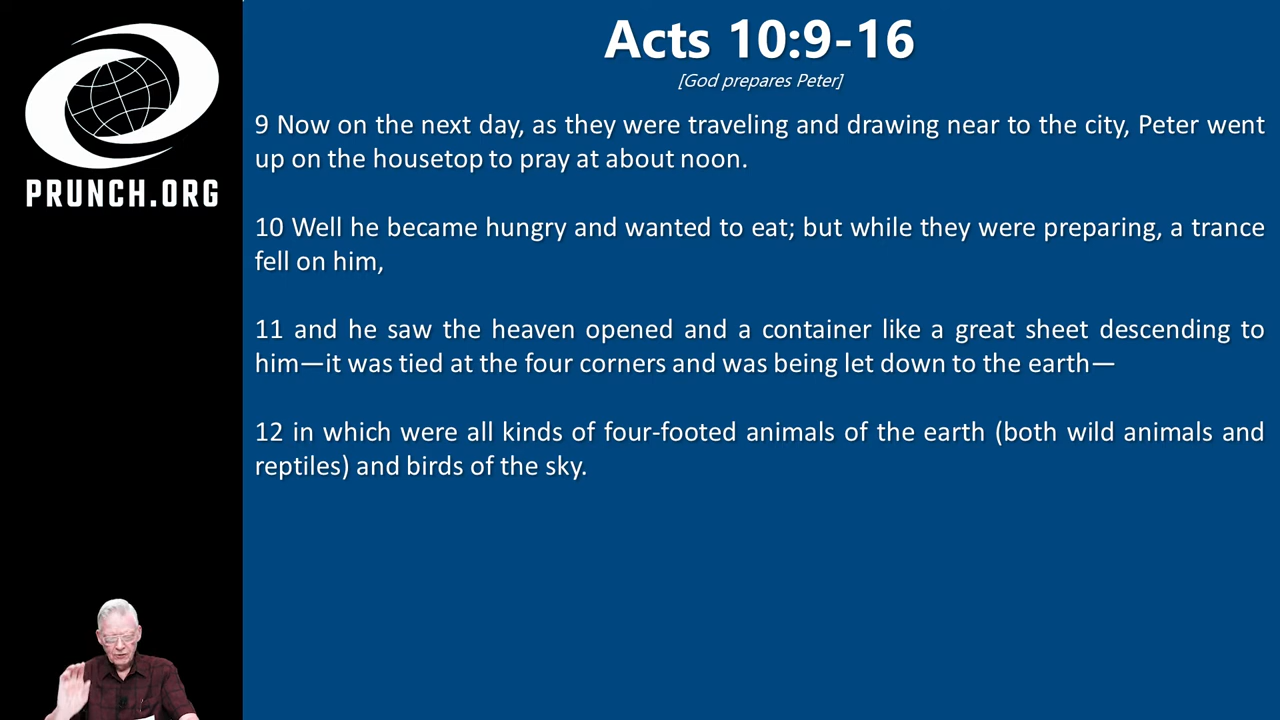 PRUNCH.ORG
Acts 10:9-16
[God prepares Peter]
9 Now on the next day, as they were traveling and drawing near to the city, Peter went
up on the housetop to pray at about noon.
10 Well he became hungry and wanted to eat; but while they were preparing, a trance
fell on him,
11 and he saw the heaven opened and a container like a great sheet descending to
him—it was tied at the four corners and was being let down to the earth—
12 in which were all kinds of four-footed animals of the earth (both wild animals and
reptiles) and birds of the sky.